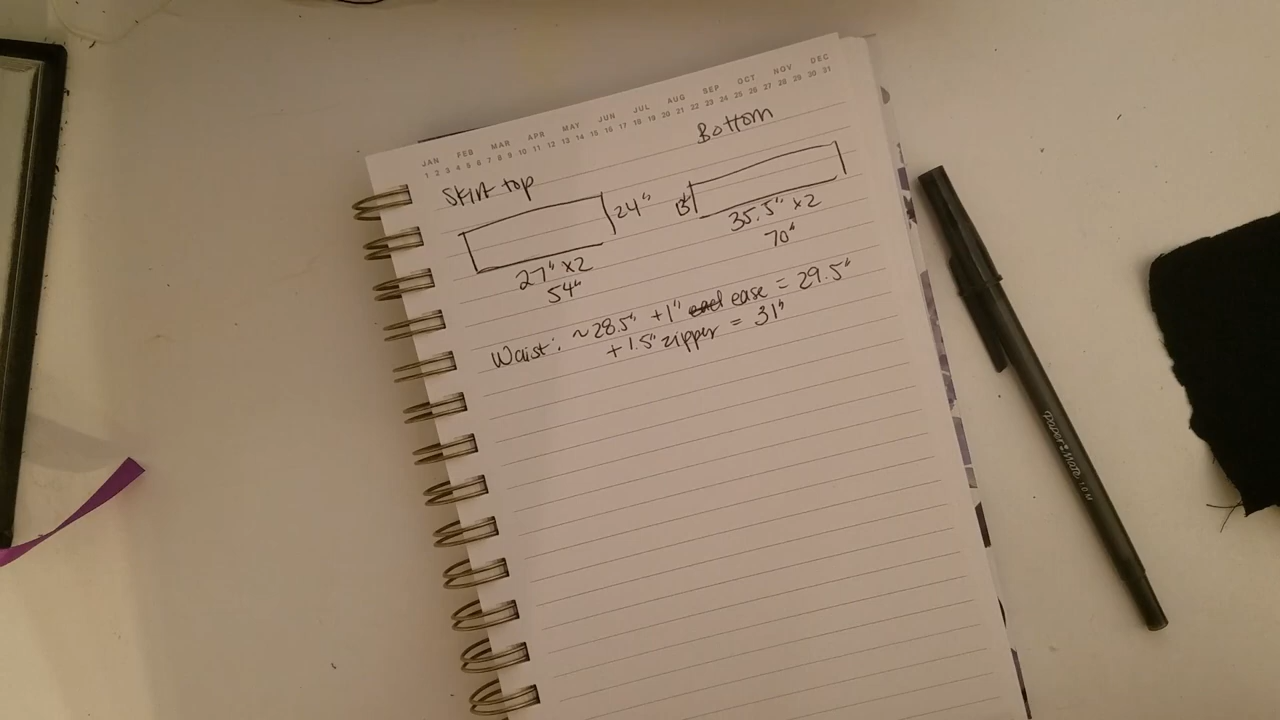 JAN FEB MAR APR MAY JUN JUL AUG SEP OCT NOV DEC
1 2 3 4 5 6 7 8 9 10 11 12 13 14 15 16 17 18 19 20 21 22 23 24 25 26 27 28 29 30 31
Bottom
Skirt top
24"
27" x2
54"
35.5" x2
70"
Waist: ~28.5" +1" ease = 29.5"
+ 1.5" zipper = 31"
Paper Mate 1.0 M